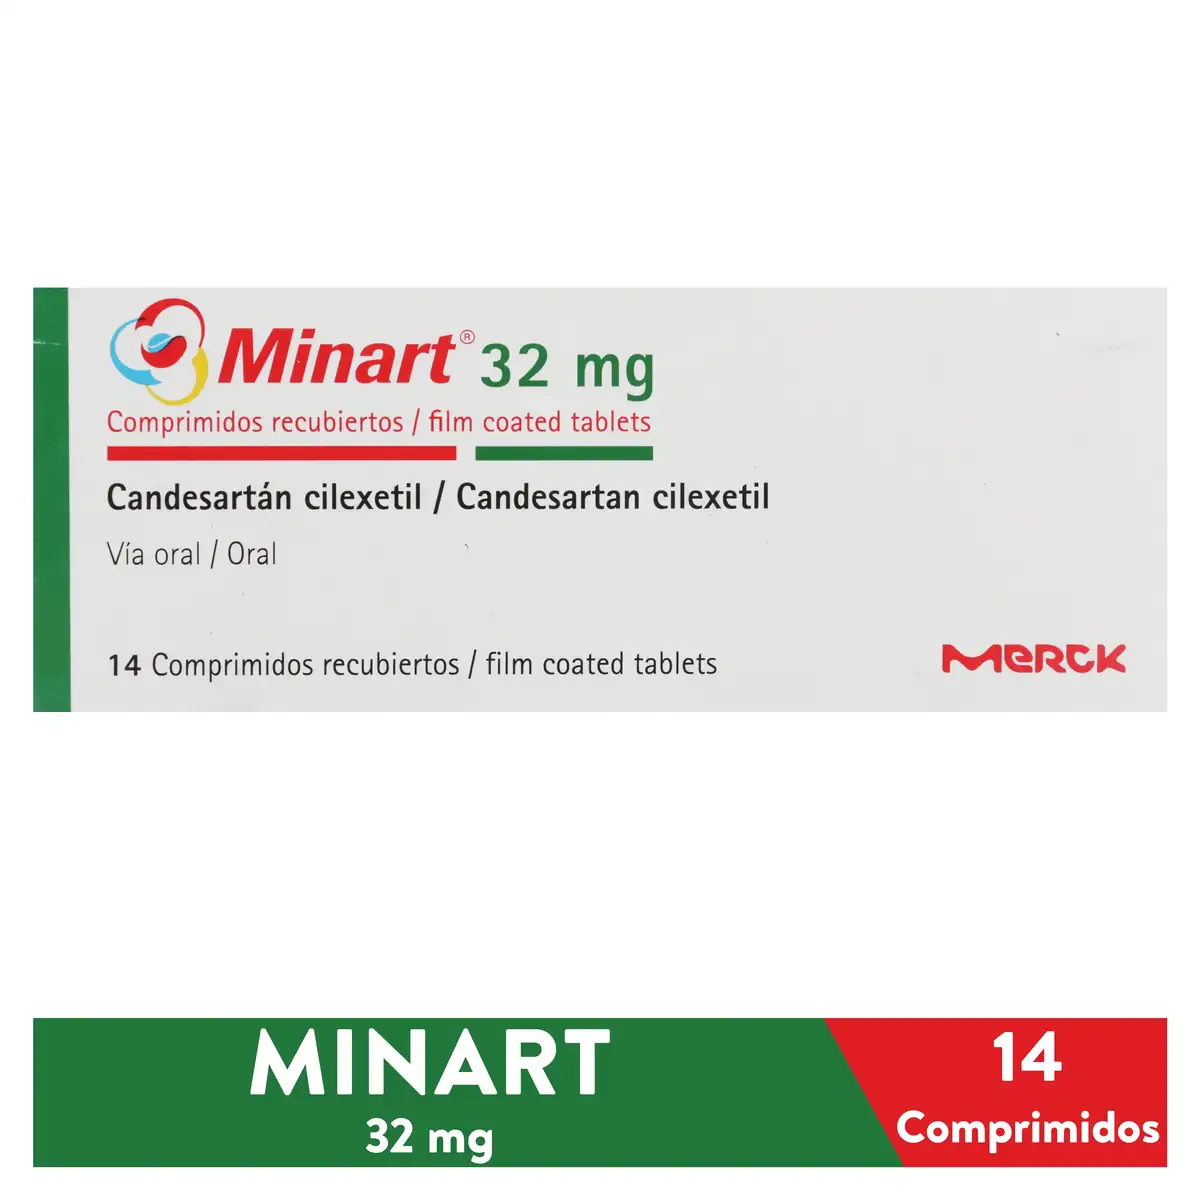 Minart® 32 mg
Comprimidos recubiertos / film coated tablets
Candesartán cilexetil / Candesartan cilexetil
Vía oral / Oral
14 Comprimidos recubiertos / film coated tablets
MERCK
MINART
32 mg
14
Comprimidos